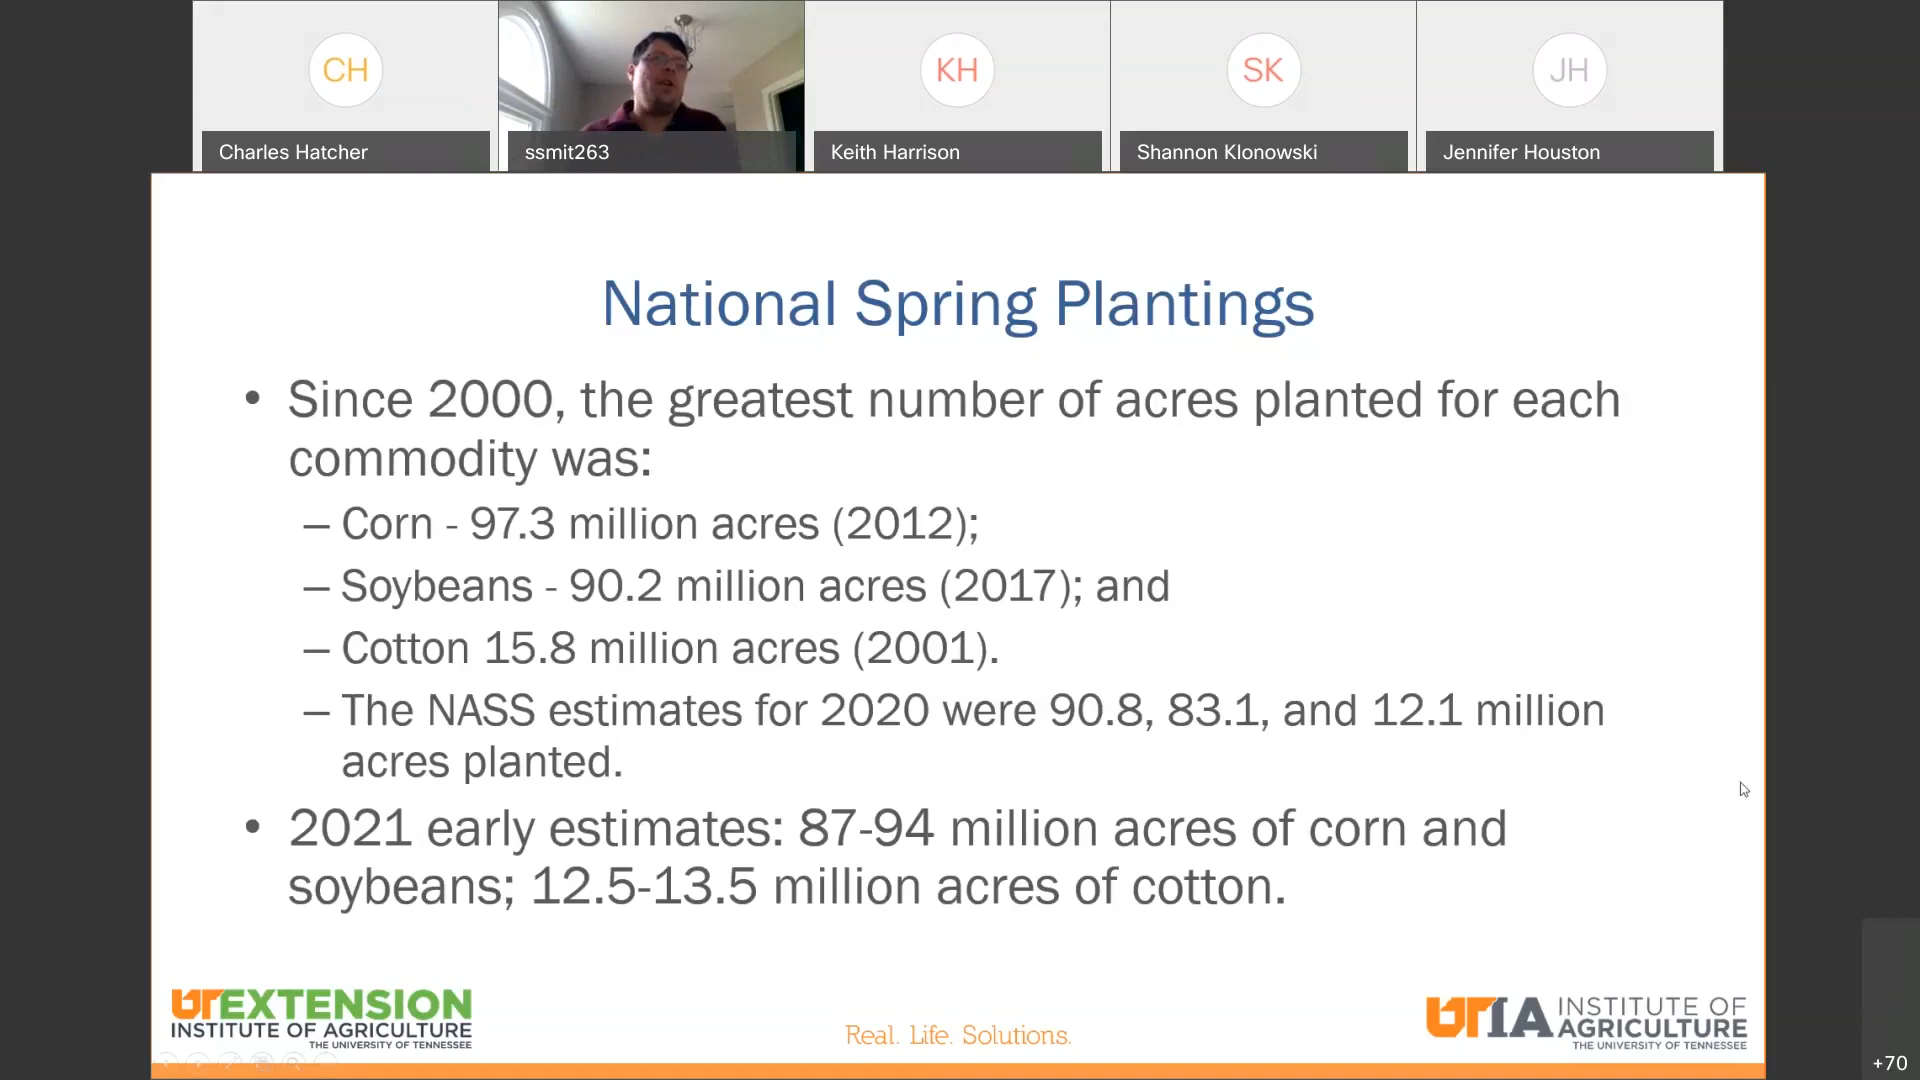 CH
KH
SK
JH
Charles Hatcher
ssmit263
Keith Harrison
Shannon Klonowski
Jennifer Houston
National Spring Plantings
• Since 2000, the greatest number of acres planted for each
commodity was:
– Corn - 97.3 million acres (2012);
– Soybeans - 90.2 million acres (2017); and
– Cotton 15.8 million acres (2001).
– The NASS estimates for 2020 were 90.8, 83.1, and 12.1 million
acres planted.
• 2021 early estimates: 87-94 million acres of corn and
soybeans; 12.5-13.5 million acres of cotton.
UTEXTENSION
INSTITUTE OF AGRICULTURE
THE UNIVERSITY OF TENNESSEE
Real. Life. Solutions.
UTIA INSTITUTE OF
AGRICULTURE
THE UNIVERSITY OF TENNESSEE
+70